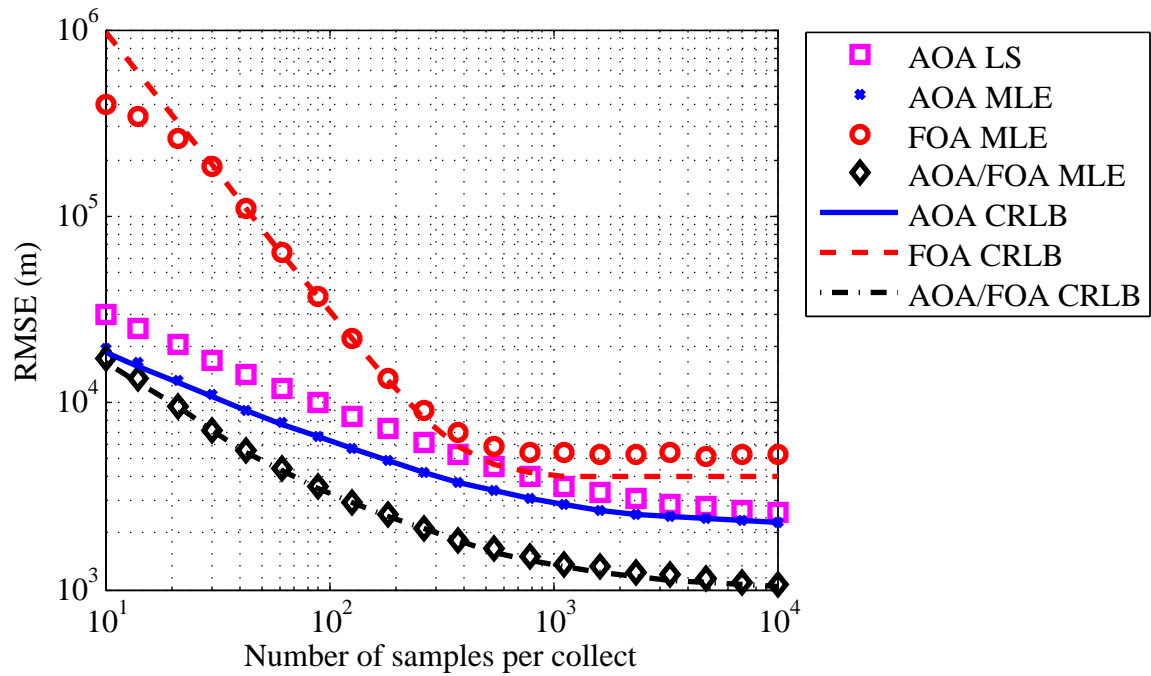 10^6
10^5
10^4
10^3
RMSE (m)
10^1
10^2
10^3
10^4
Number of samples per collect
AOA LS
AOA MLE
FOA MLE
AOA/FOA MLE
AOA CRLB
FOA CRLB
AOA/FOA CRLB